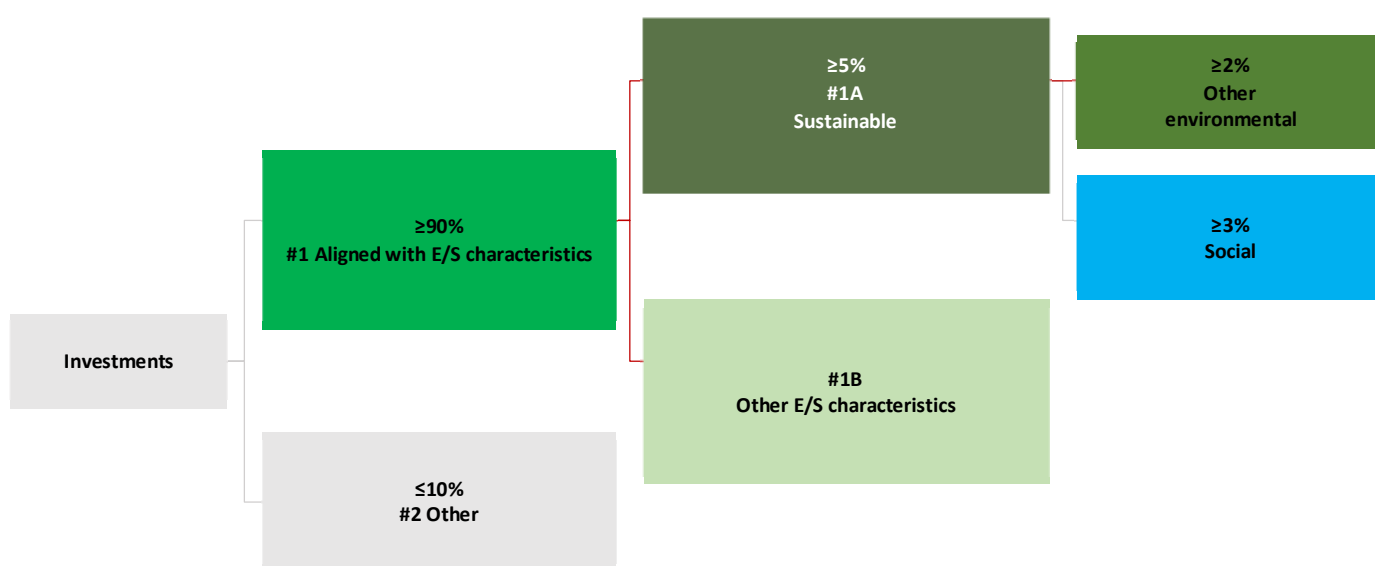 Investments
≥90%
#1 Aligned with E/S characteristics
≤10%
#2 Other
≥5%
#1A
Sustainable
#1B
Other E/S characteristics
≥2%
Other
environmental
≥3%
Social